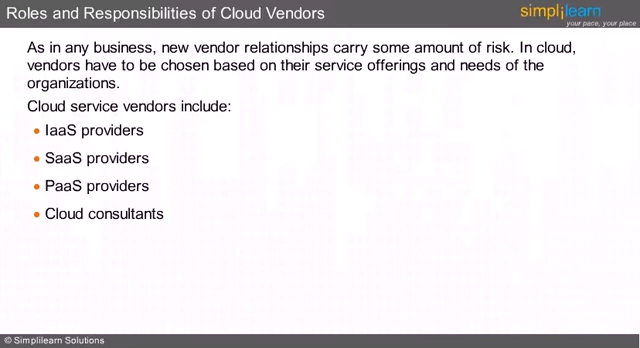 Roles and Responsibilities of Cloud Vendors
simplilearn
your pace, your place
As in any business, new vendor relationships carry some amount of risk. In cloud,
vendors have to be chosen based on their service offerings and needs of the
organizations.
Cloud service vendors include:
• IaaS providers
• SaaS providers
• PaaS providers
• Cloud consultants
© Simplilearn Solutions